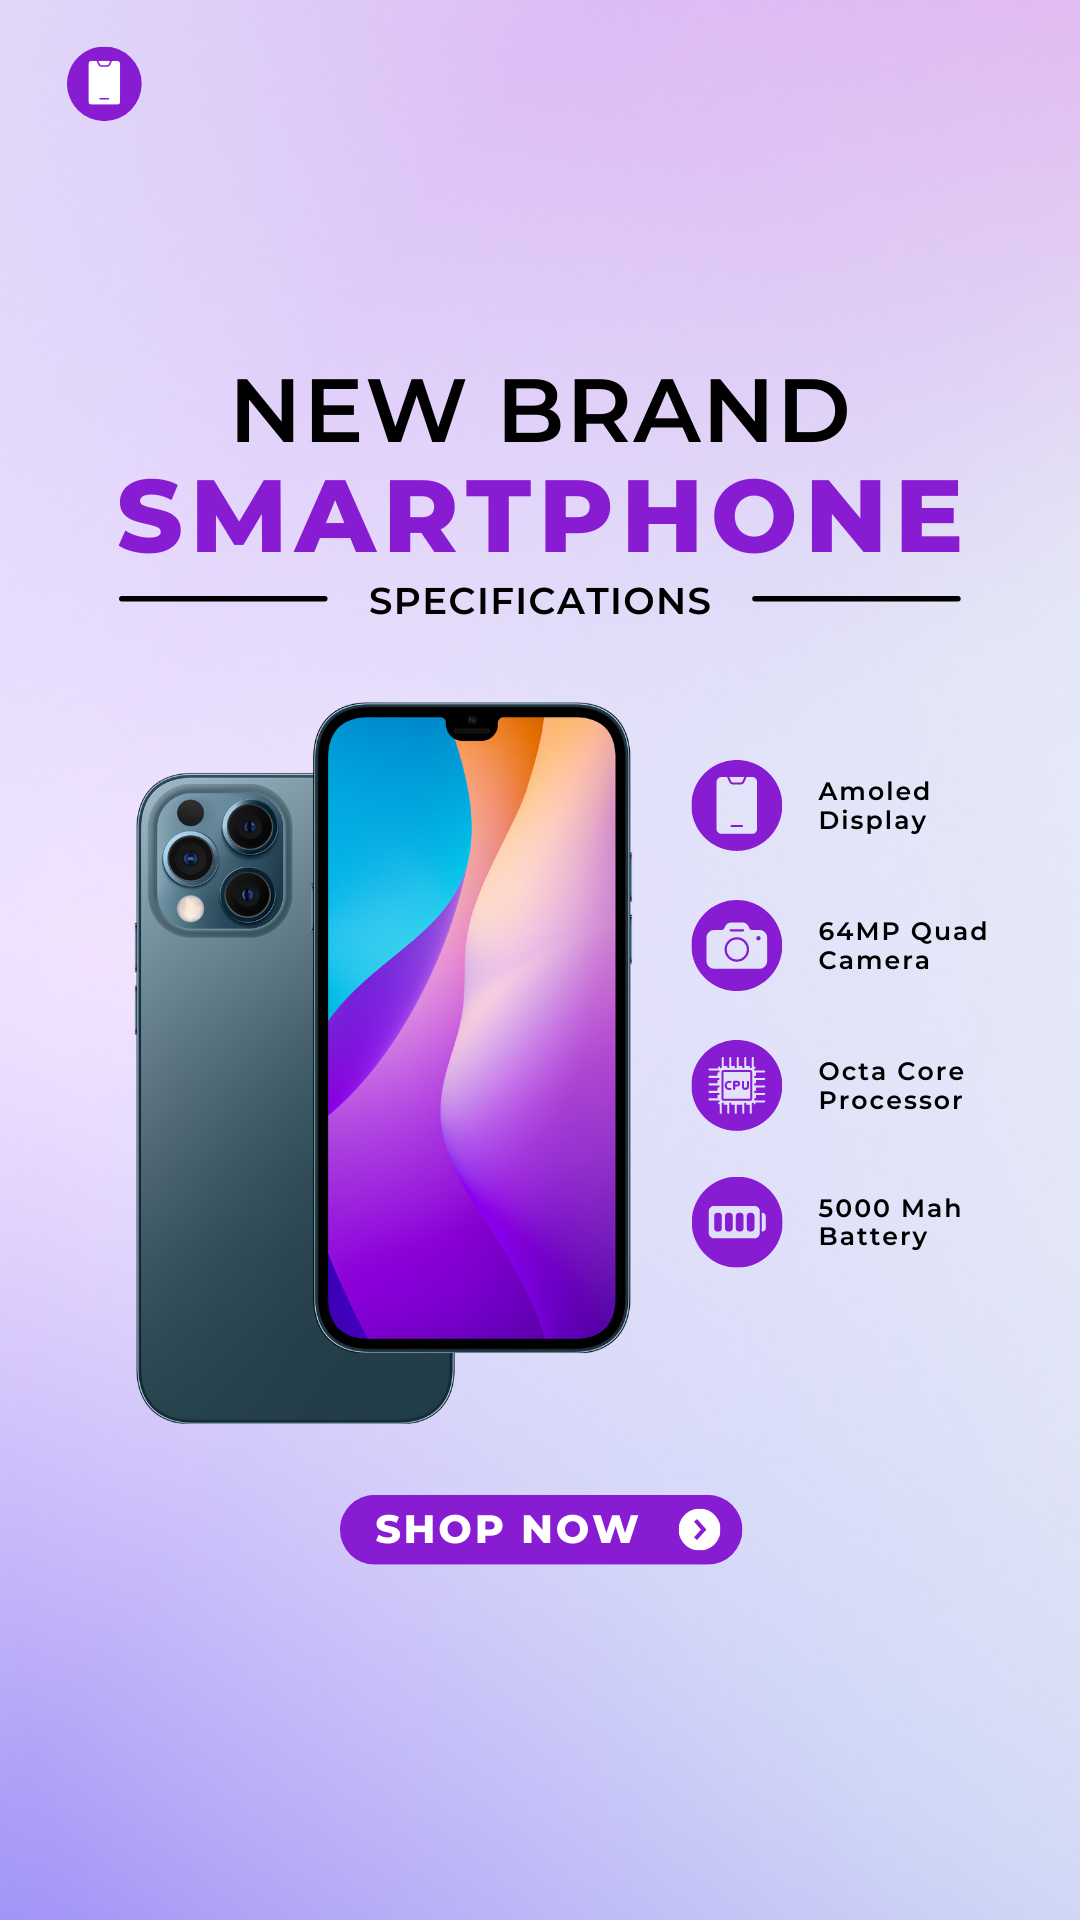 NEW BRAND
SMARTPHONE
SPECIFICATIONS
Amoled
Display
64MP Quad
Camera
CPU
Octa Core
Processor
5000 Mah
Battery
SHOP NOW